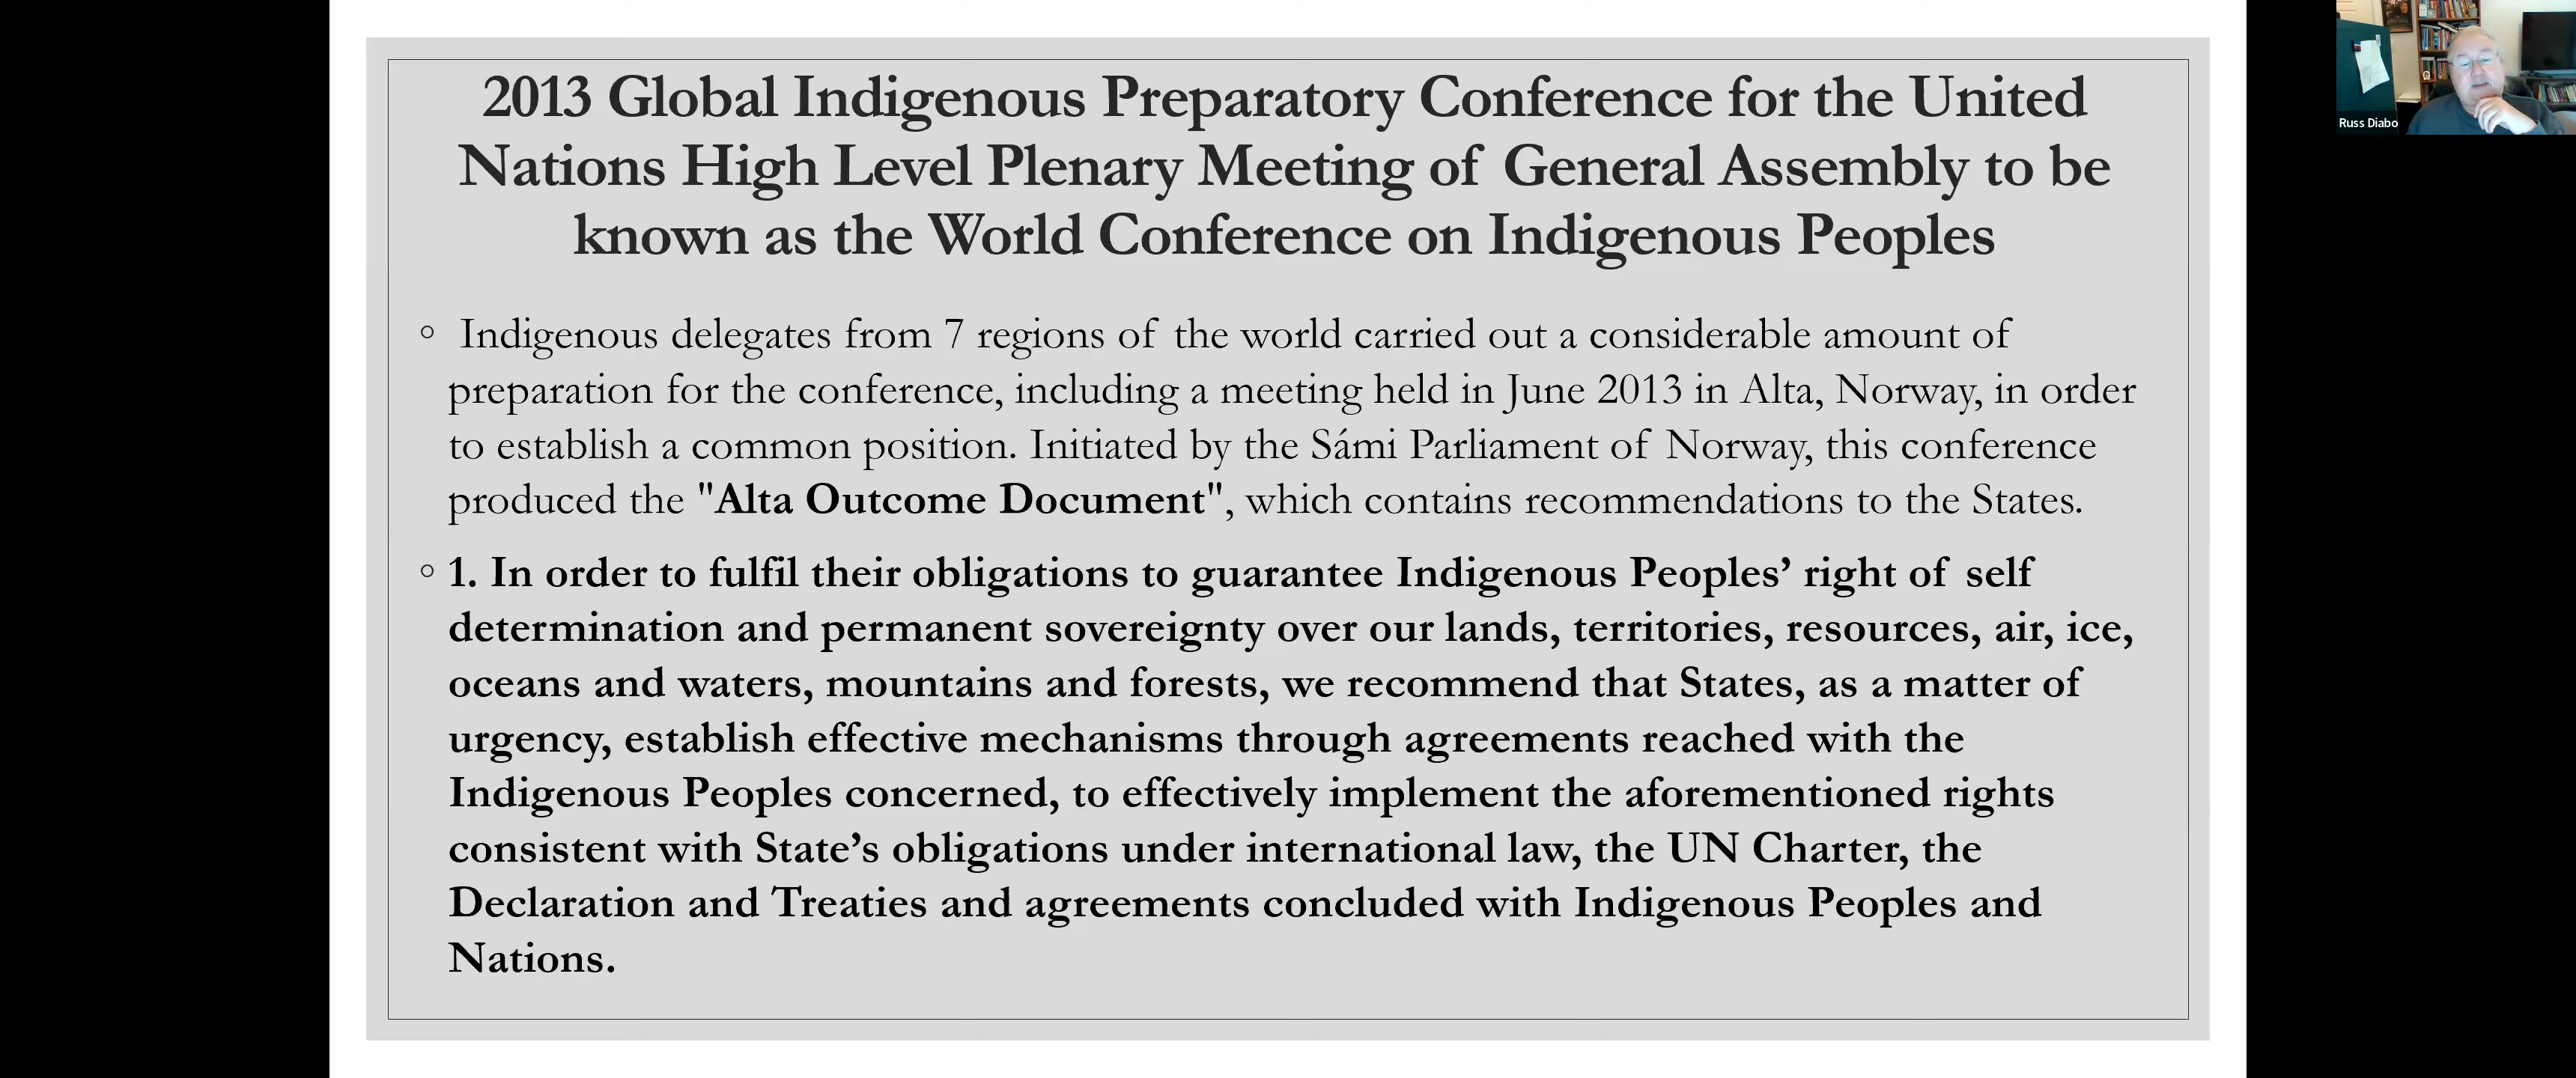 2013 Global Indigenous Preparatory Conference for the United
Nations High Level Plenary Meeting of General Assembly to be
known as the World Conference on Indigenous Peoples
◦ Indigenous delegates from 7 regions of the world carried out a considerable amount of
preparation for the conference, including a meeting held in June 2013 in Alta, Norway, in order
to establish a common position. Initiated by the Sámi Parliament of Norway, this conference
produced the "Alta Outcome Document", which contains recommendations to the States.
◦ 1. In order to fulfil their obligations to guarantee Indigenous Peoples’ right of self
determination and permanent sovereignty over our lands, territories, resources, air, ice,
oceans and waters, mountains and forests, we recommend that States, as a matter of
urgency, establish effective mechanisms through agreements reached with the
Indigenous Peoples concerned, to effectively implement the aforementioned rights
consistent with State’s obligations under international law, the UN Charter, the
Declaration and Treaties and agreements concluded with Indigenous Peoples and
Nations.
Russ Diabo